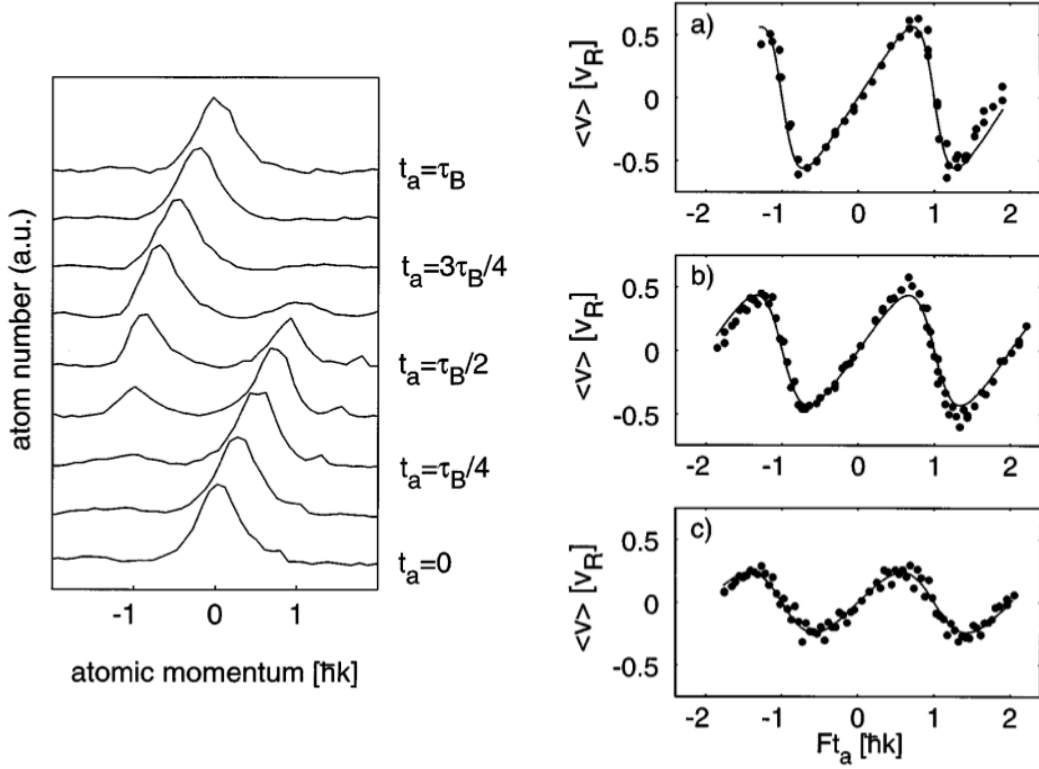 atom number (a.u.)
t_a=τ_B
t_a=3τ_B/4
t_a=τ_B/2
t_a=τ_B/4
t_a=0
-1 0 1
atomic momentum [ħk]
a)
<v> [v_R]
0.5
0
-0.5
-2 -1 0 1 2
b)
<v> [v_R]
0.5
0
-0.5
-2 -1 0 1 2
c)
<v> [v_R]
0.5
0
-0.5
-2 -1 0 1 2
Ft_a [ħk]